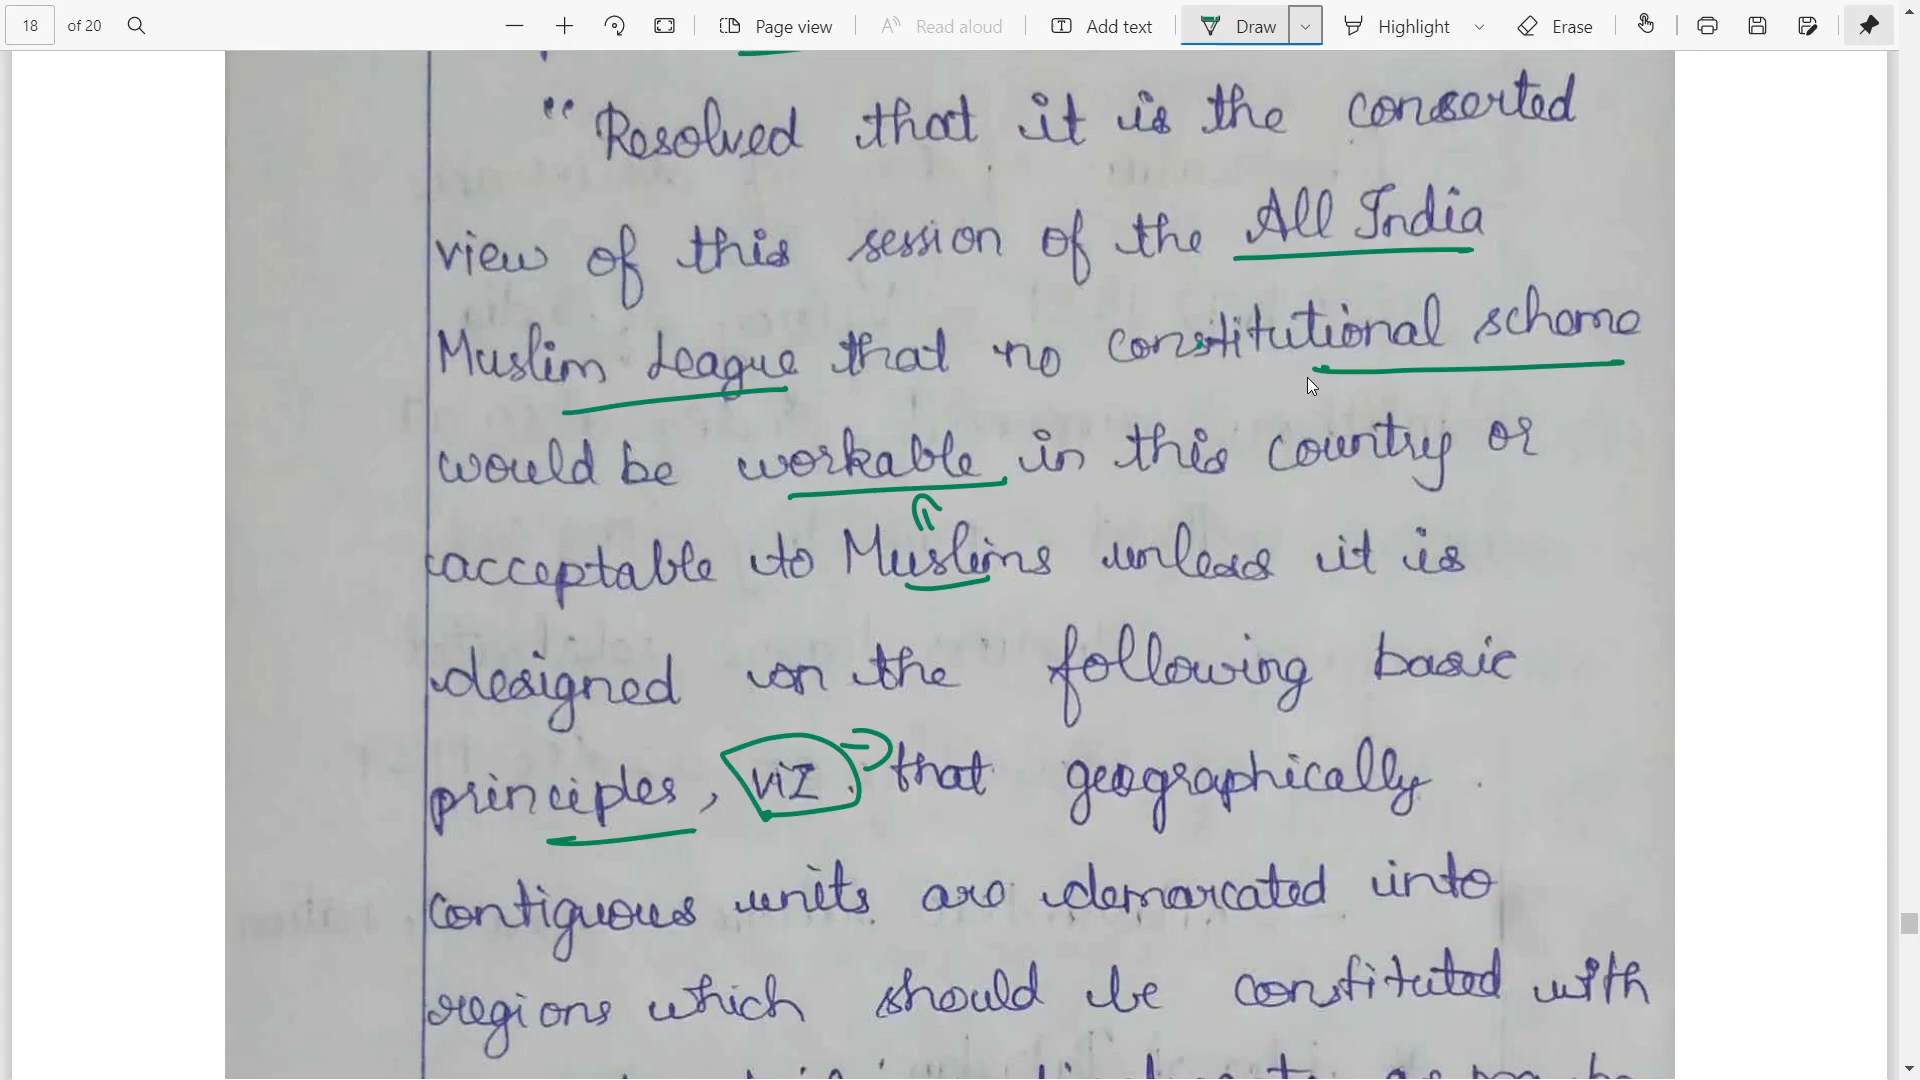 18 of 20 Page view Read aloud Add text Draw Highlight Erase
"Resolved that it is the conserted
view of this session of the All India
Muslim League that no constitutional scheme
would be workable in this country or
acceptable to Muslims unless it is
designed on the following basic
principles, viz. that geographically
contiguous units are demarcated into
regions which should be constituted with